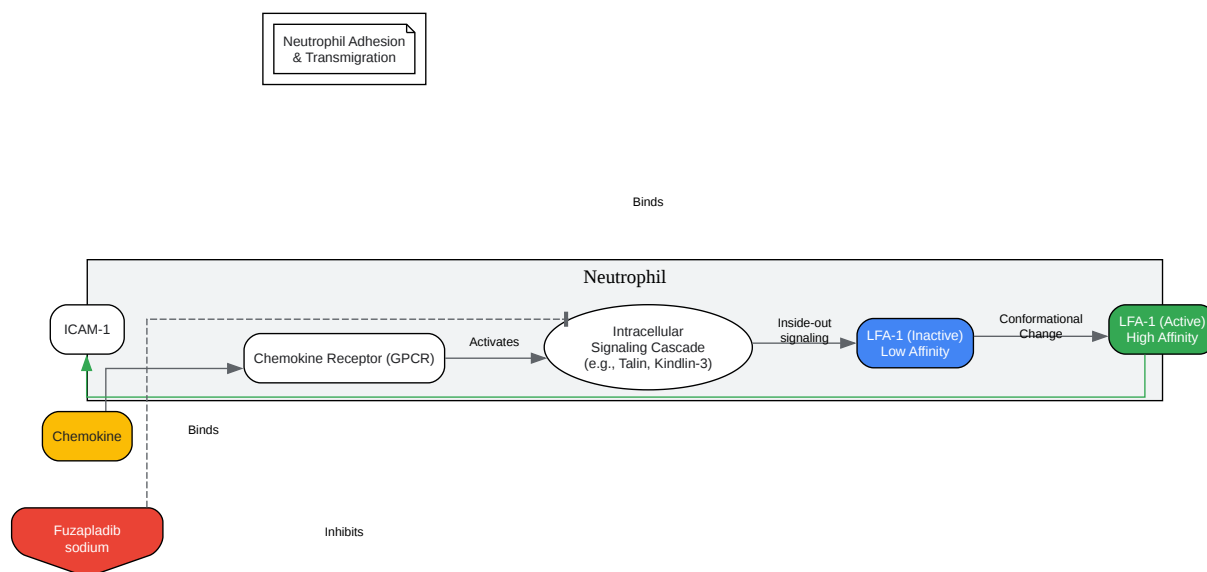 Neutrophil Adhesion
& Transmigration
Binds
Neutrophil
ICAM-1
Chemokine Receptor (GPCR)
Activates
Intracellular
Signaling Cascade
(e.g., Talin, Kindlin-3)
Inside-out
signaling
LFA-1 (Inactive)
Low Affinity
Conformational
Change
LFA-1 (Active)
High Affinity
Chemokine
Binds
Fuzapladib
sodium
Inhibits